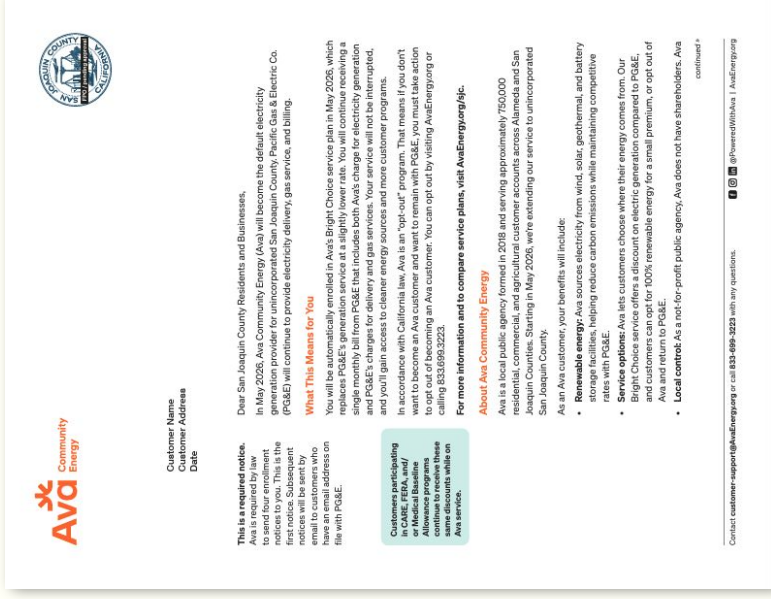 Ava
Community
Energy
SAN JOAQUIN COUNTY
CALIFORNIA
Customer Name
Customer Address
Date
This is a required notice.
Ava is required by law
to send four enrollment
notices to you. This is the
first notice. Subsequent
notices will be sent by
email to customers who
have an email address on
file with PG&E.
Customers participating
in CARE, FERA, and/
or Medical Baseline
Allowance programs
continue to receive these
same discounts while on
Ava service.
Dear San Joaquin County Residents and Businesses,
In May 2026, Ava Community Energy (Ava) will become the default electricity
generation provider for unincorporated San Joaquin County. Pacific Gas & Electric Co.
(PG&E) will continue to provide electricity delivery, gas service, and billing.
What This Means for You
You will be automatically enrolled in Ava's Bright Choice service plan in May 2026, which
replaces PG&E's generation service at a slightly lower rate. You will continue receiving a
single monthly bill from PG&E that includes both Ava's charge for electricity generation
and PG&E's charges for delivery and gas services. Your service will not be interrupted,
and you'll gain access to cleaner energy sources and more customer programs.
In accordance with California law, Ava is an "opt-out" program. That means if you don't
want to become an Ava customer and want to remain with PG&E, you must take action
to opt out of becoming an Ava customer. You can opt out by visiting AvaEnergy.org or
calling 833.699.3223.
For more information and to compare service plans, visit AvaEnergy.org/sjc.
About Ava Community Energy
Ava is a local public agency formed in 2018 and serving approximately 750,000
residential, commercial, and agricultural customer accounts across Alameda and San
Joaquin Counties. Starting in May 2026, we're extending our service to unincorporated
San Joaquin County.
As an Ava customer, your benefits will include:
• Renewable energy: Ava sources electricity from wind, solar, geothermal, and battery
storage facilities, helping reduce carbon emissions while maintaining competitive
rates with PG&E.
• Service options: Ava lets customers choose where their energy comes from. Our
Bright Choice service offers a discount on electric generation compared to PG&E,
and customers can opt for 100% renewable energy for a small premium, or opt out of
Ava and return to PG&E.
• Local control: As a not-for-profit public agency, Ava does not have shareholders. Ava
continued »
Contact customer-support@AvaEnergy.org or call 833-699-3223 with any questions.
@PoweredWithAva | AvaEnergy.org